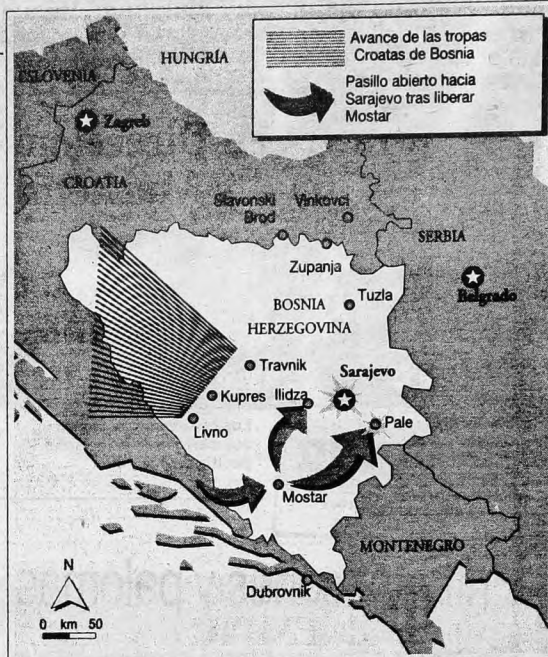 Avance de las tropas
Croatas de Bosnia
Pasillo abierto hacia
Sarajevo tras liberar
Mostar
HUNGRÍA
ESLOVENIA
Zagreb
CROATIA
Slavonski
Brod
Vinkovci
SERBIA
Zupanja
Belgrado
BOSNIA
HERZEGOVINA
Tuzla
Travnik
Sarajevo
Kupres
Ilidza
Livno
Pale
Mostar
MONTENEGRO
Dubrovnik
N
0 km 50